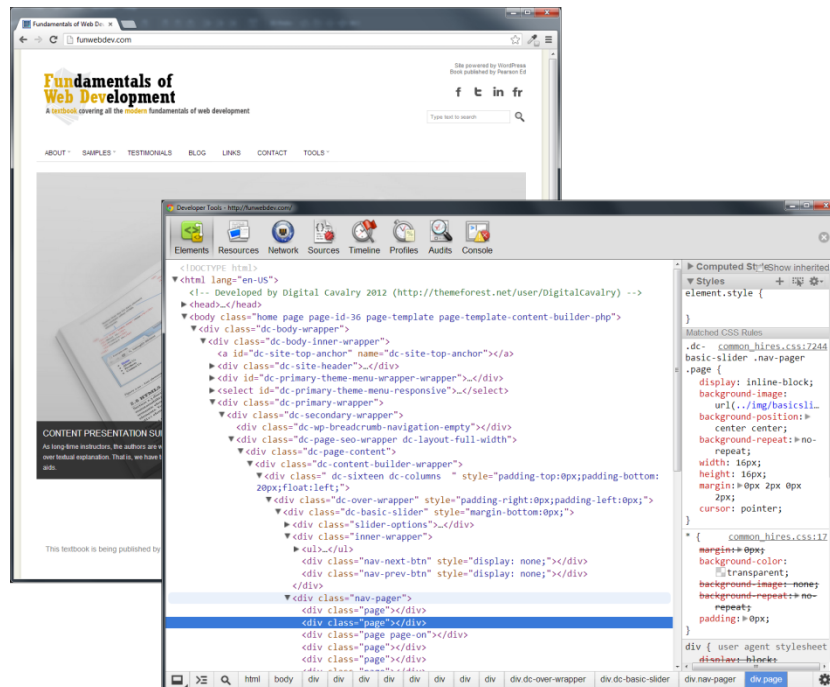 Fundamentals of Web De
funwebdev.com
Site powered by WordPress
Book published by Pearson Ed
Fundamentals of
Web Development
A textbook covering all the modern fundamentals of web development
Type text to search
ABOUT SAMPLES TESTIMONIALS BLOG LINKS CONTACT TOOLS
CONTENT PRESENTATION SU
As long-time instructors, the authors are w
over textual explanation. That is, we have t
aids.
This textbook is being published by
Developer Tools - http://funwebdev.com/
Elements Resources Network Sources Timeline Profiles Audits Console
<!DOCTYPE html>
▼<html lang="en-US">
<!-- Developed by Digital Cavalry 2012 (http://themeforest.net/user/DigitalCavalry) -->
▶<head>…</head>
▼<body class="home page page-id-36 page-template page-template-content-builder-php">
▼<div class="dc-body-wrapper">
▼<div class="dc-body-inner-wrapper">
<a id="dc-site-top-anchor" name="dc-site-top-anchor"></a>
▶<div class="dc-site-header">…</div>
▶<div id="dc-primary-theme-menu-wrapper-wrapper">…</div>
▶<select id="dc-primary-theme-menu-responsive">…</select>
▼<div class="dc-primary-wrapper">
▼<div class="dc-secondary-wrapper">
<div class="dc-wp-breadcrumb-navigation-empty"></div>
▼<div class="dc-page-seo-wrapper dc-layout-full-width">
▼<div class="dc-page-content">
▼<div class="dc-content-builder-wrapper">
▼<div class=" dc-sixteen dc-columns  " style="padding-top:0px;padding-bottom:
20px;float:left;">
▼<div class="dc-over-wrapper" style="padding-right:0px;padding-left:0px;">
▼<div class="dc-basic-slider" style="margin-bottom:0px;">
▶<div class="slider-options">…</div>
▼<div class="inner-wrapper">
▶<ul>…</ul>
<div class="nav-next-btn" style="display: none;"></div>
<div class="nav-prev-btn" style="display: none;"></div>
</div>
▼<div class="nav-pager">
<div class="page"></div>
<div class="page"></div>
<div class="page page-on"></div>
<div class="page"></div>
<div class="page"></div>
<div class="page"></div>
<div class="page"></div>
▶ Computed Style Show inherited
▼ Styles
element.style {
}
Matched CSS Rules
.dc- common_hires.css:7244
basic-slider .nav-pager
.page {
display: inline-block;
background-image:
url(../img/basicsli…
background-position:▶
center center;
background-repeat:▶no-
repeat;
width: 16px;
height: 16px;
margin:▶0px 2px 0px
2px;
cursor: pointer;
}
* { common_hires.css:17
margin:▶0px;
background-color:
transparent;
background-image: none;
background-repeat:▶no-
repeat;
padding:▶0px;
}
div { user agent stylesheet
display: block;
html body div div div div div div div div div.dc-over-wrapper div.dc-basic-slider div.nav-pager div.page